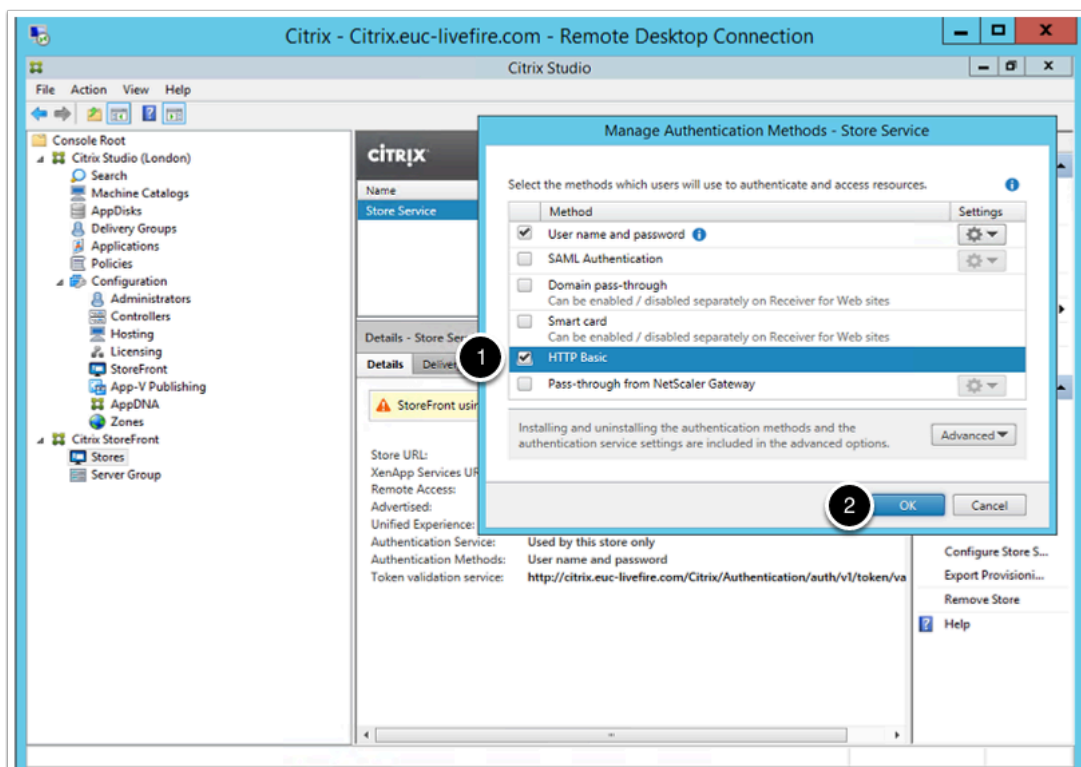 Citrix - Citrix.euc-livefire.com - Remote Desktop Connection
Citrix Studio
File Action View Help
Console Root
Citrix Studio (London)
Search
Machine Catalogs
AppDisks
Delivery Groups
Applications
Policies
Configuration
Administrators
Controllers
Hosting
Licensing
StoreFront
App-V Publishing
AppDNA
Zones
Citrix StoreFront
Stores
Server Group
CİTRIX
Name
Store Service
Details - Store Ser
Details Deliver
StoreFront usin
Store URL:
XenApp Services UR
Remote Access:
Advertised:
Unified Experience:
Authentication Service: Used by this store only
Authentication Methods: User name and password
Token validation service: http://citrix.euc-livefire.com/Citrix/Authentication/auth/v1/token/va
Manage Authentication Methods - Store Service
Select the methods which users will use to authenticate and access resources.
Method Settings
User name and password
SAML Authentication
Domain pass-through
Can be enabled / disabled separately on Receiver for Web sites
Smart card
Can be enabled / disabled separately on Receiver for Web sites
1
HTTP Basic
Pass-through from NetScaler Gateway
Installing and uninstalling the authentication methods and the
authentication service settings are included in the advanced options.
Advanced
2
OK Cancel
Configure Store S...
Export Provisioni...
Remove Store
Help